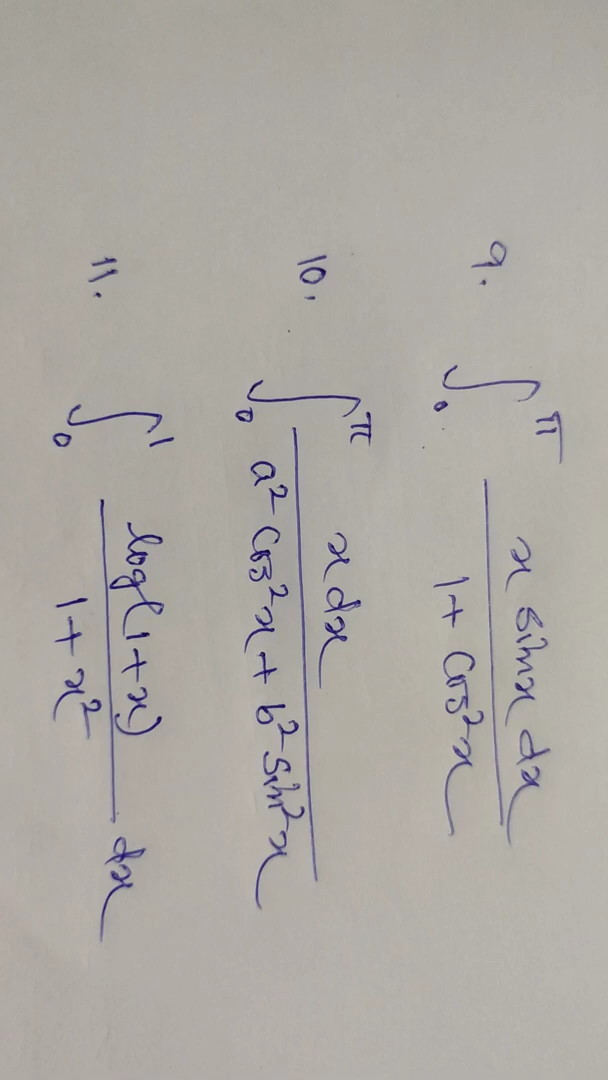 9. ∫₀^π x sinx dx / 1 + cos²x
10. ∫₀^π x dx / a² cos²x + b² sin²x
11. ∫₀^1 log(1+x) / 1 + x² dx